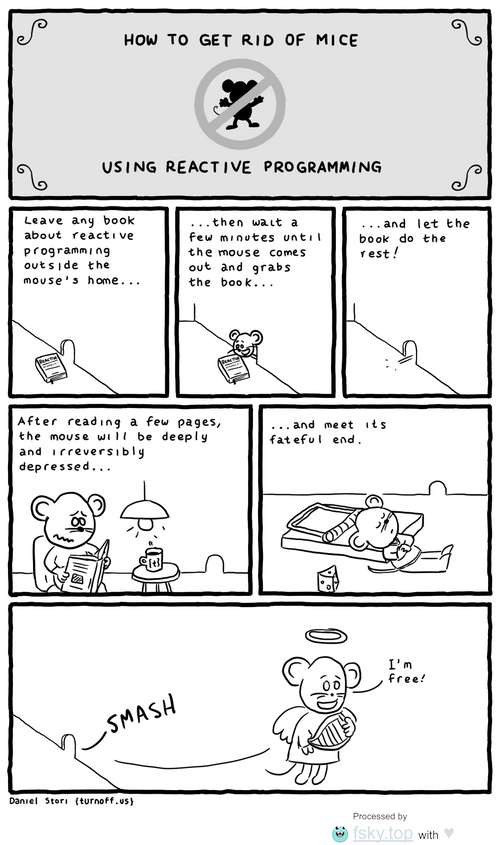 HOW TO GET RID OF MICE
USING REACTIVE PROGRAMMING
Leave any book
about reactive
programming
outside the
mouse's home...
REACTIVE
...then wait a
few minutes until
the mouse comes
out and grabs
the book...
REACTIVE
...and let the
book do the
rest!
After reading a few pages,
the mouse will be deeply
and irreversibly
depressed...
{t}
...and meet its
fateful end.
SMASH
I'm
free!
Daniel Stori {turnoff.us}
Processed by
fsky.top with ♥